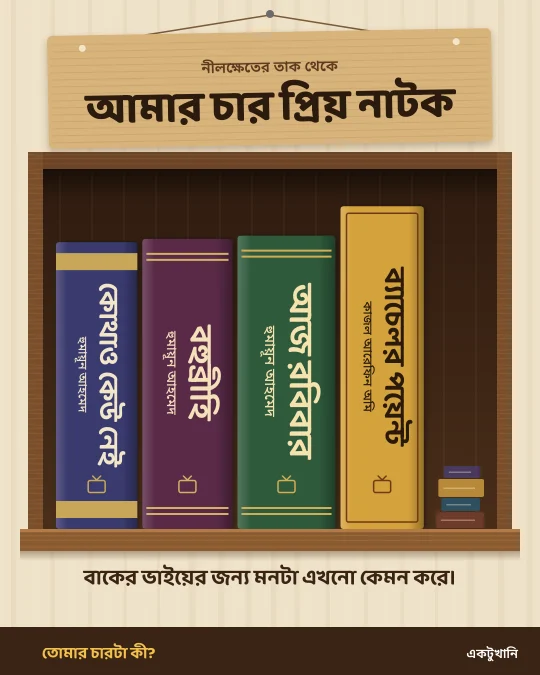 নীলক্ষেতের তাক থেকে
আমার চার প্রিয় নাটক
কোথাও কেউ নেই
হুমায়ূন আহমেদ
বহুব্রীহি
হুমায়ূন আহমেদ
আজ রবিবার
হুমায়ূন আহমেদ
ব্যাচেলর পয়েন্ট
কাজল আরেফিন অমি
বাকের ভাইয়ের জন্য মনটা এখনো কেমন করে।
তোমার চারটা কী?
একটুখানি